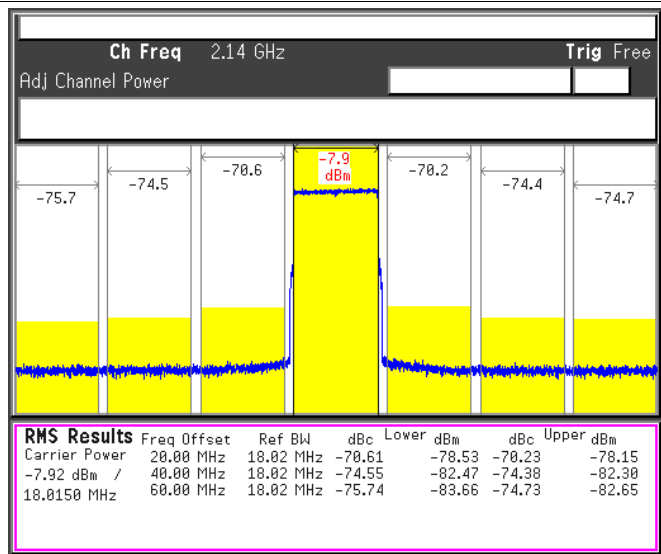 Ch Freq 2.14 GHz Trig Free
Adj Channel Power
-7.9
dBm
-75.7 -74.5 -70.6 -70.2 -74.4 -74.7
RMS Results Freq Offset Ref BW dBc Lower dBm dBc Upper dBm
Carrier Power 20.00 MHz 18.02 MHz -70.61 -78.53 -70.23 -78.15
-7.92 dBm / 40.00 MHz 18.02 MHz -74.55 -82.47 -74.38 -82.30
18.0150 MHz 60.00 MHz 18.02 MHz -75.74 -83.66 -74.73 -82.65